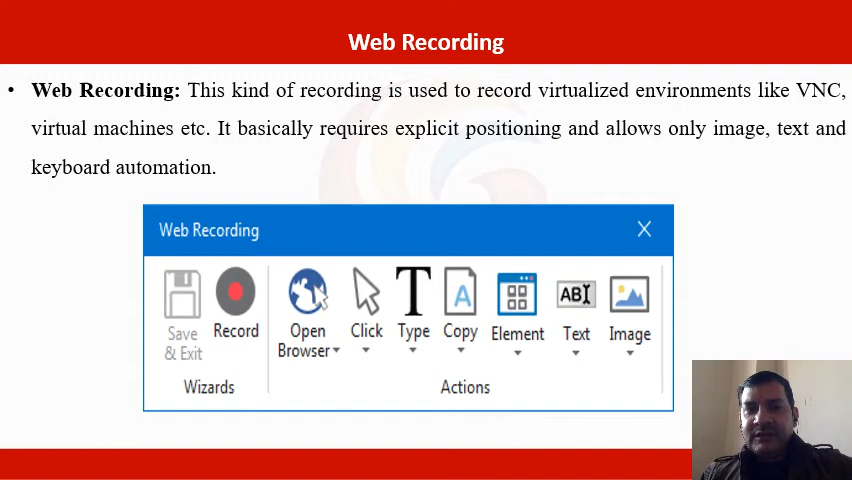 Web Recording
• Web Recording: This kind of recording is used to record virtualized environments like VNC,
virtual machines etc. It basically requires explicit positioning and allows only image, text and
keyboard automation.
Web Recording X
Save & Exit
Record
Open Browser
Click
Type
Copy
Element
Text
Image
Wizards
Actions